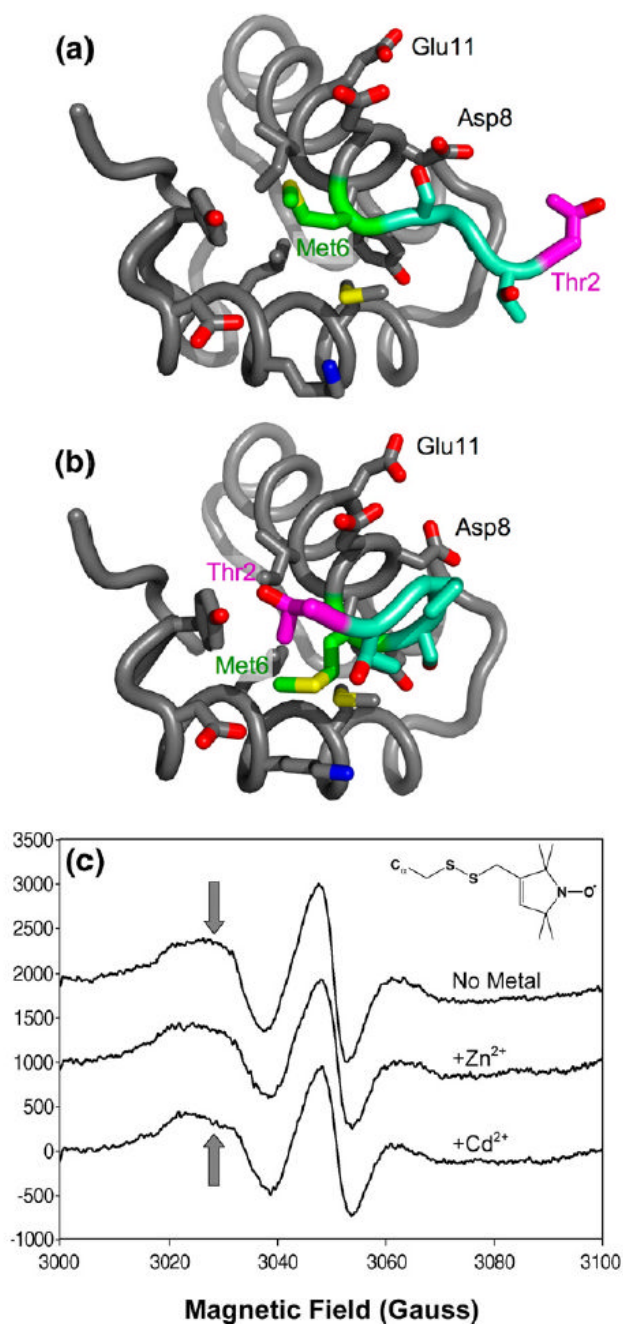 (a)
Glu11
Asp8
Met6
Thr2
(b)
Glu11
Asp8
Thr2
Met6
(c)
3500
3000
2500
2000
1500
1000
500
0
-500
-1000
Cα S S N–O•
No Metal
+Zn²⁺
+Cd²⁺
3000 3020 3040 3060 3080 3100
Magnetic Field (Gauss)